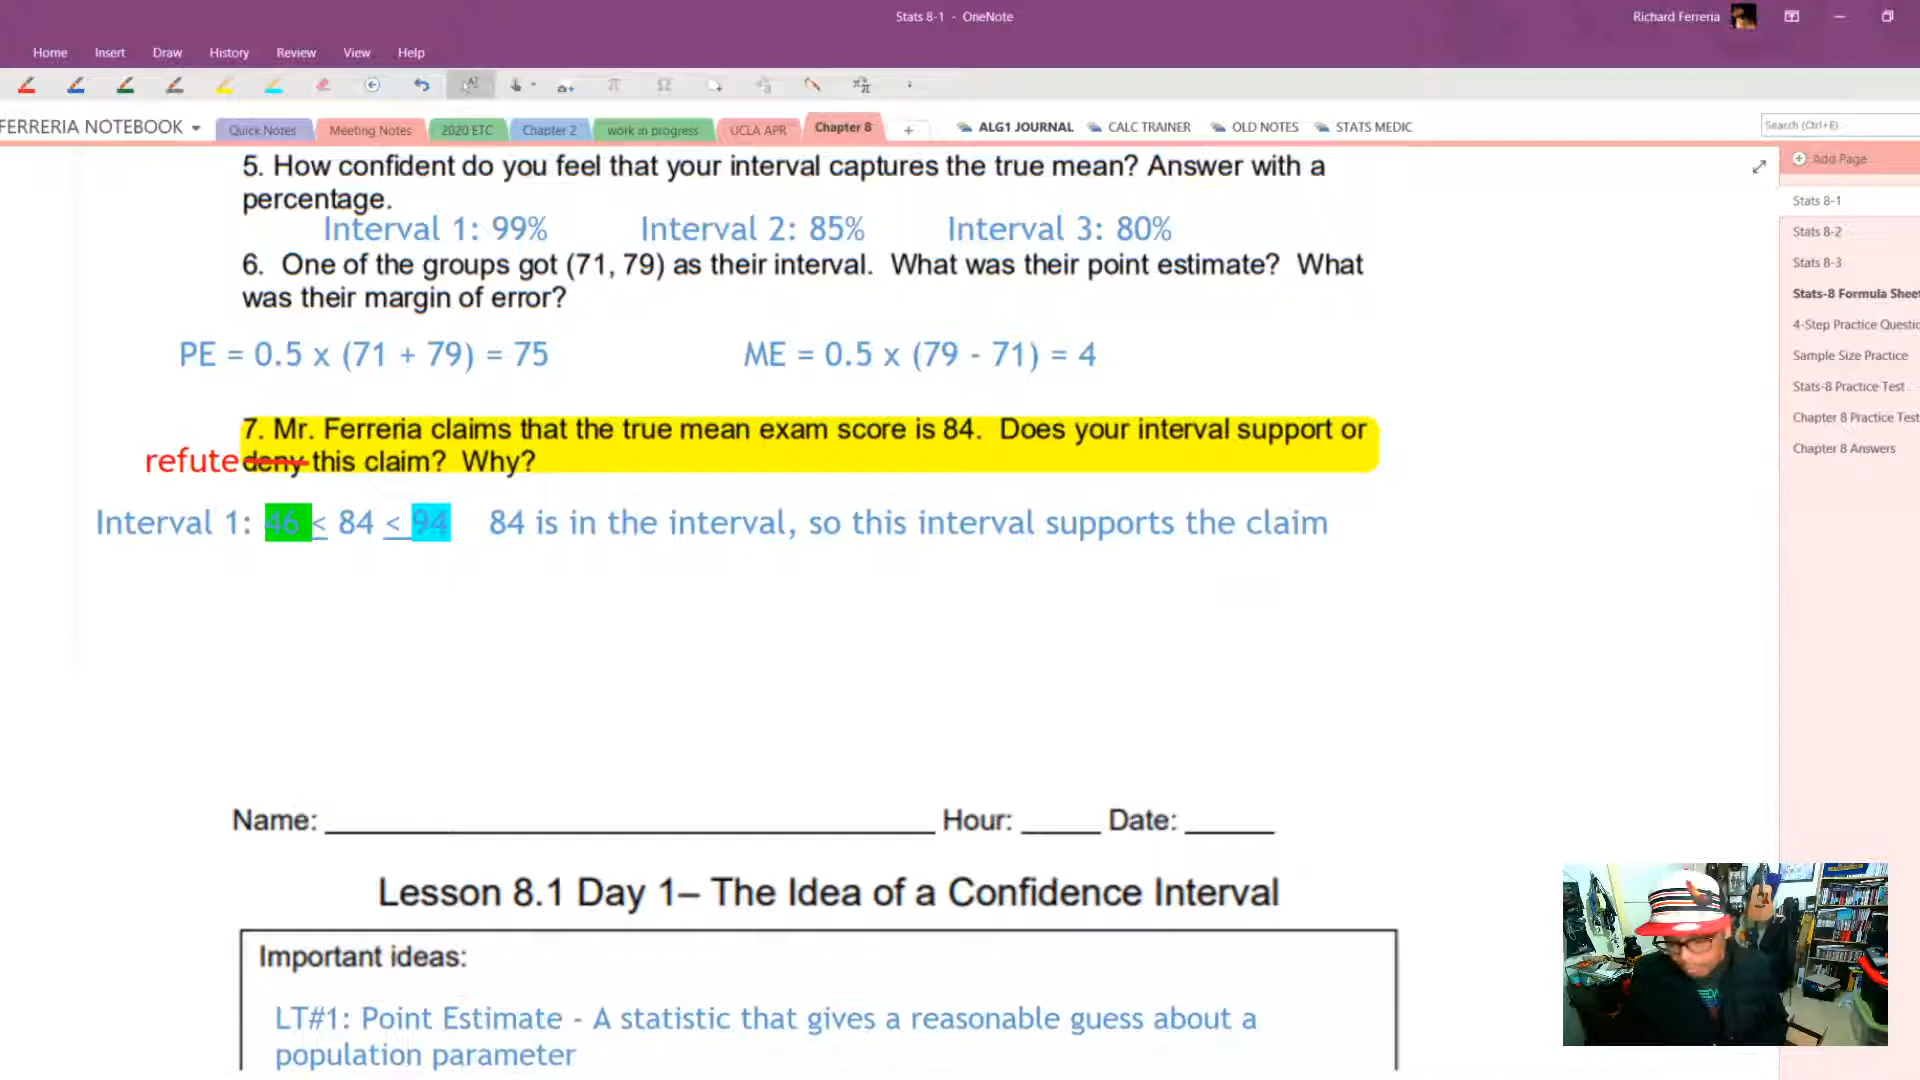 Stats 8-1 - OneNote
Richard Ferreria
Home Insert Draw History Review View Help
FERRERIA NOTEBOOK
Quick Notes Meeting Notes 2020 ETC Chapter 2 work in progress UCLA APR Chapter 8 + ALG1 JOURNAL CALC TRAINER OLD NOTES STATS MEDIC
Search (Ctrl+E)
Add Page
Stats 8-1
Stats 8-2
Stats 8-3
Stats-8 Formula Sheet
4-Step Practice Questio
Sample Size Practice
Stats-8 Practice Test
Chapter 8 Practice Test
Chapter 8 Answers
5. How confident do you feel that your interval captures the true mean? Answer with a
percentage.
Interval 1: 99% Interval 2: 85% Interval 3: 80%
6. One of the groups got (71, 79) as their interval. What was their point estimate? What
was their margin of error?
PE = 0.5 x (71 + 79) = 75 ME = 0.5 x (79 - 71) = 4
7. Mr. Ferreria claims that the true mean exam score is 84. Does your interval support or
refute deny this claim? Why?
Interval 1: 46 < 84 < 94 84 is in the interval, so this interval supports the claim
Name: Hour: Date:
Lesson 8.1 Day 1– The Idea of a Confidence Interval
Important ideas:
LT#1: Point Estimate - A statistic that gives a reasonable guess about a
population parameter